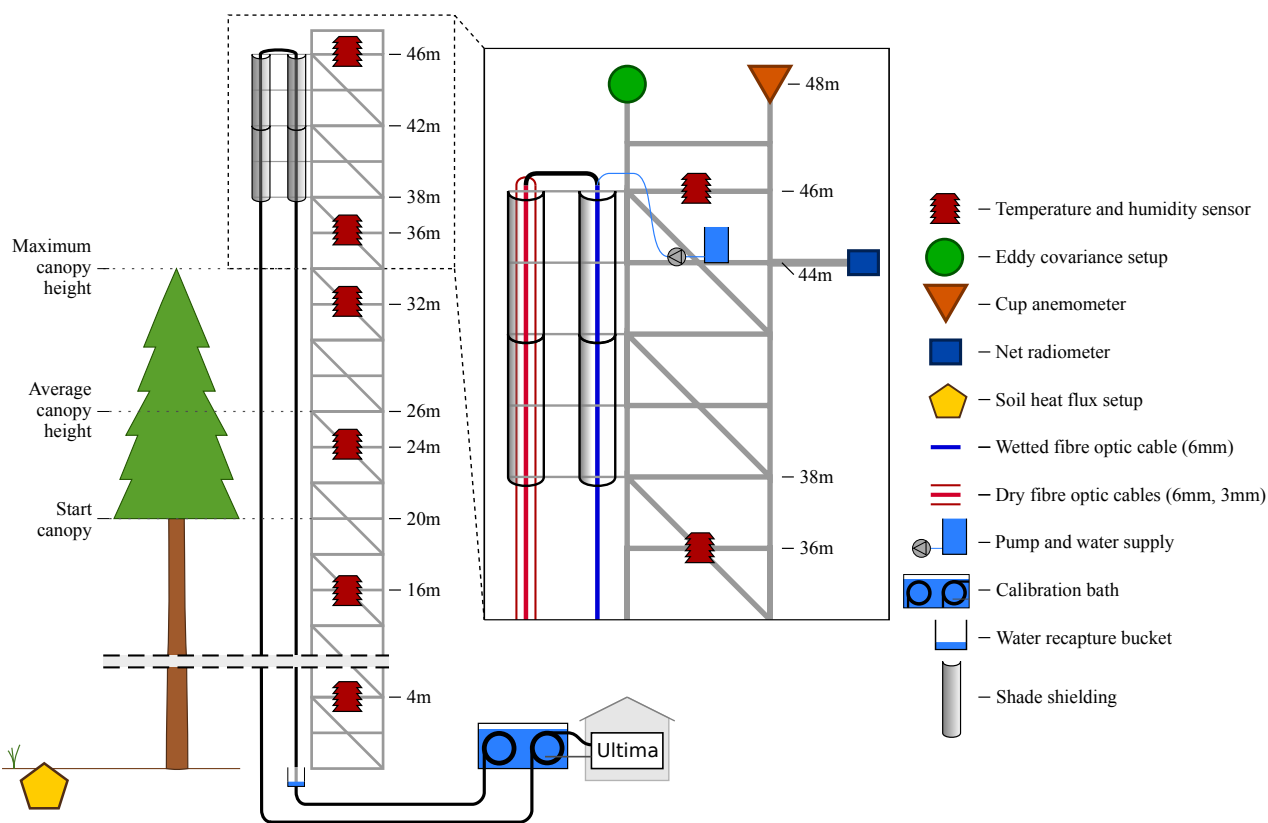 46m
42m
38m
36m
32m
26m
24m
20m
16m
4m
Maximum
canopy
height
Average
canopy
height
Start
canopy
48m
46m
44m
38m
36m
Ultima
Temperature and humidity sensor
Eddy covariance setup
Cup anemometer
Net radiometer
Soil heat flux setup
Wetted fibre optic cable (6mm)
Dry fibre optic cables (6mm, 3mm)
Pump and water supply
Calibration bath
Water recapture bucket
Shade shielding